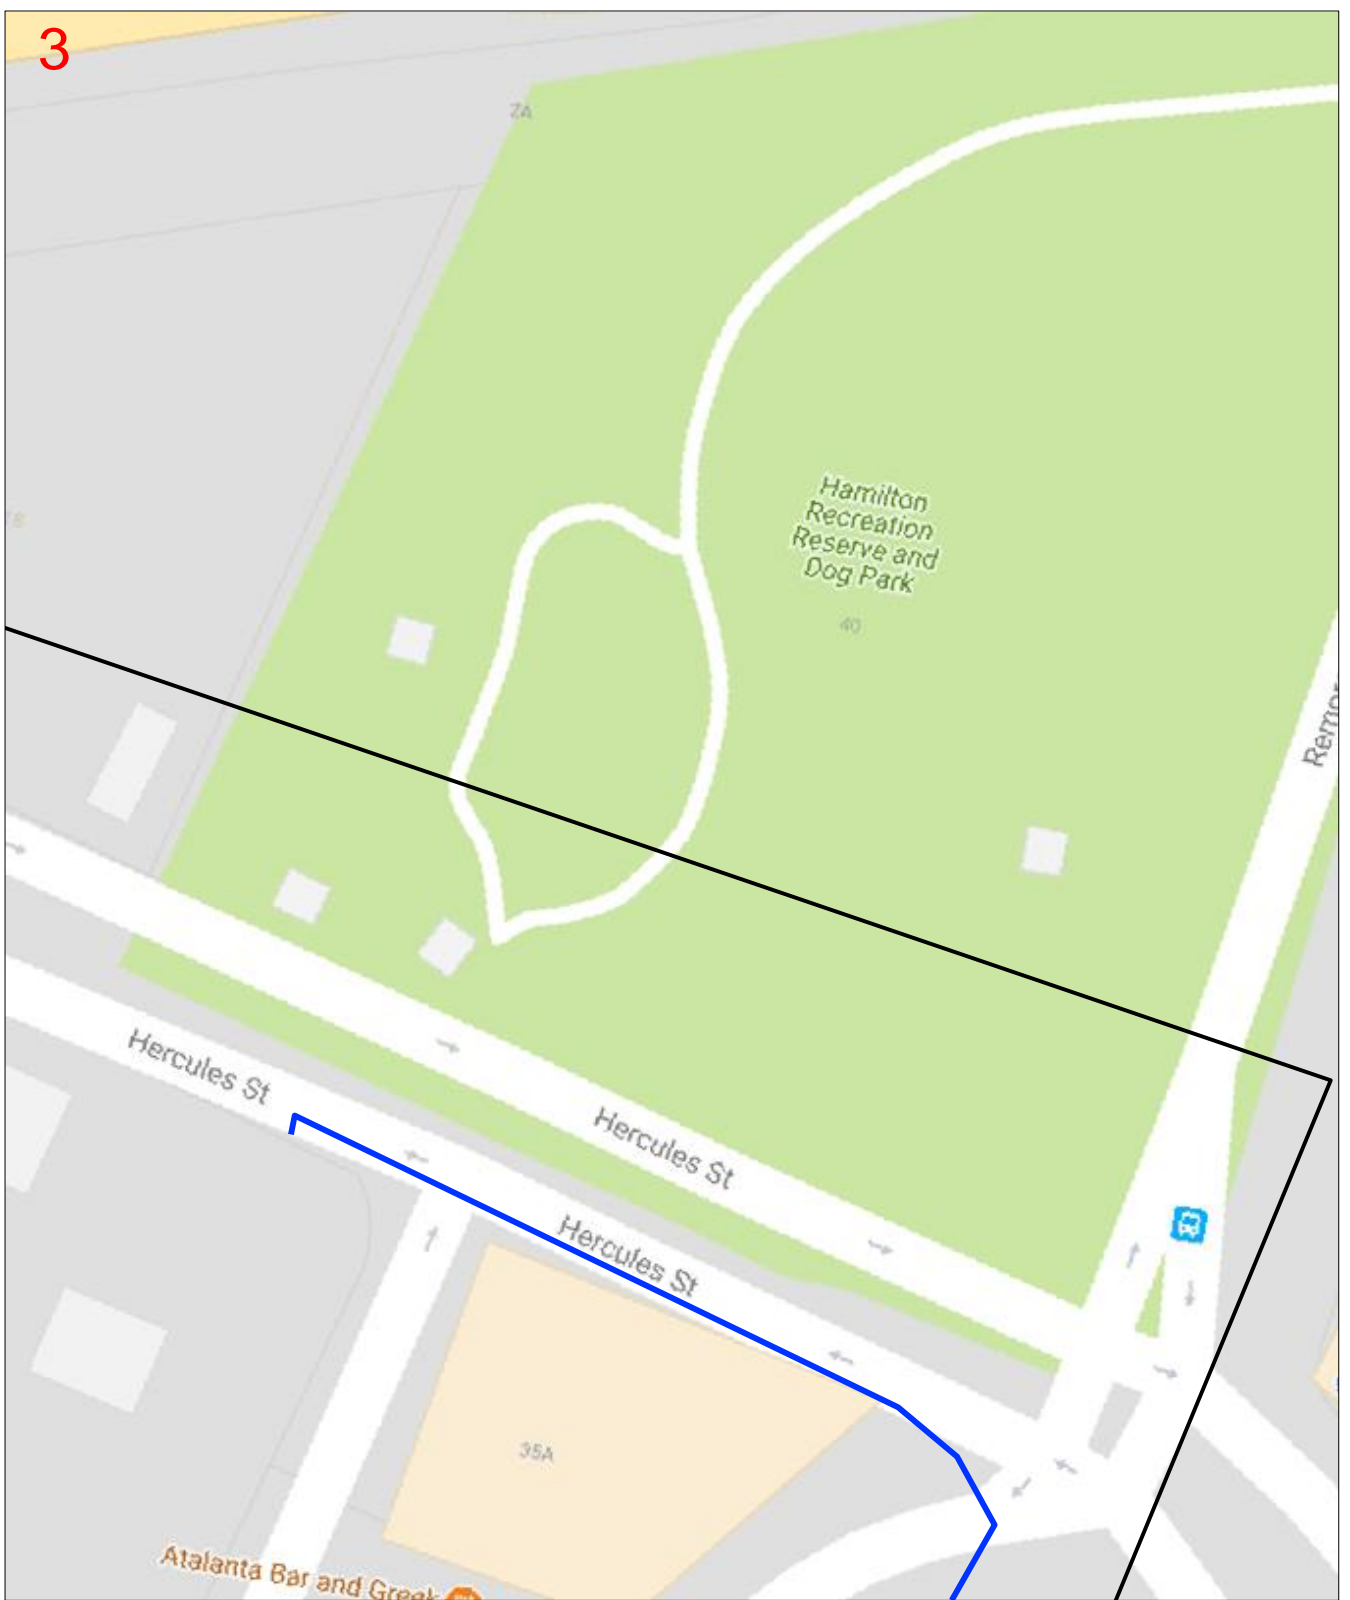 3
2A
Hamilton
Recreation
Reserve and
Dog Park
40
Hercules St
Hercules St
Hercules St
35A
Atalanta Bar and Greek